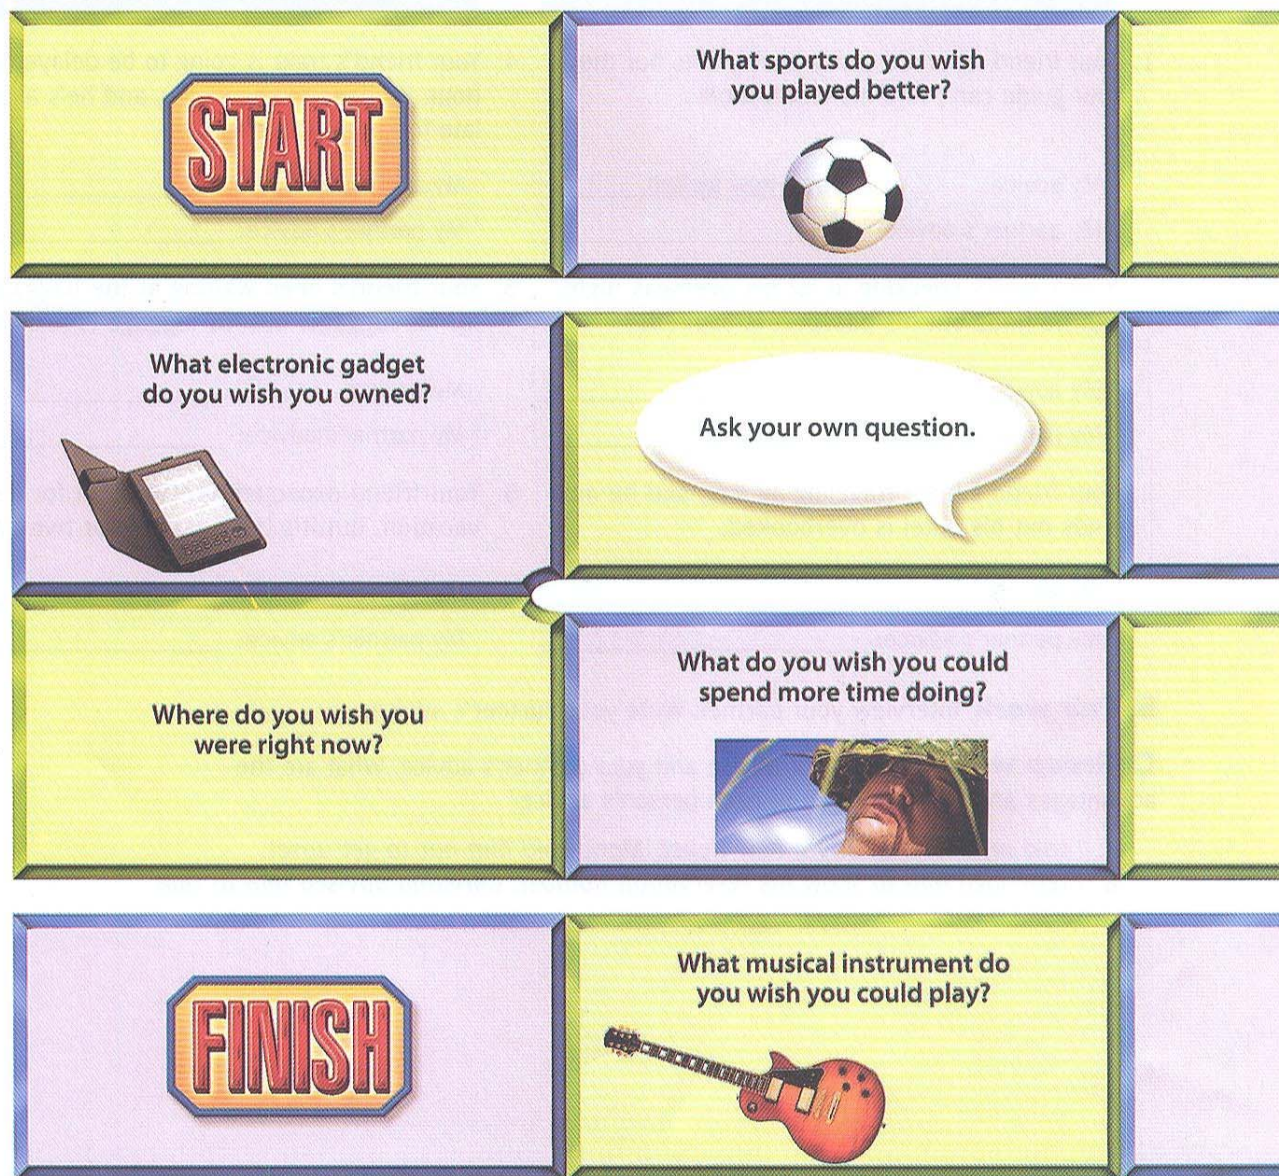 START
What sports do you wish
you played better?
What electronic gadget
do you wish you owned?
Ask your own question.
Where do you wish you
were right now?
What do you wish you could
spend more time doing?
FINISH
What musical instrument do
you wish you could play?